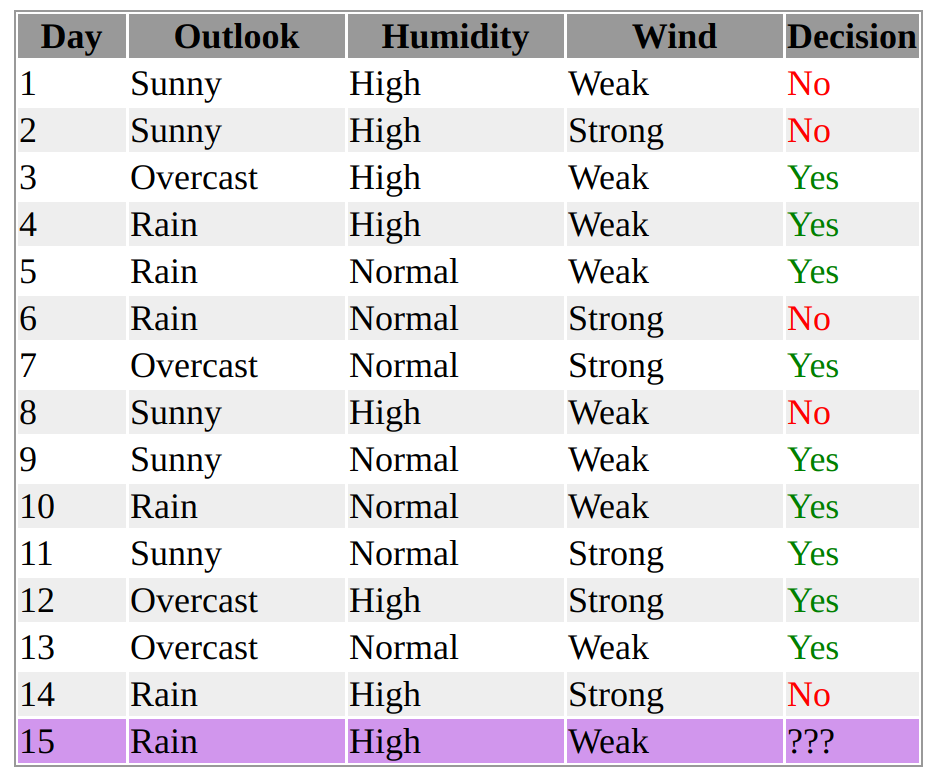 Day Outlook Humidity Wind Decision
1 Sunny High Weak No
2 Sunny High Strong No
3 Overcast High Weak Yes
4 Rain High Weak Yes
5 Rain Normal Weak Yes
6 Rain Normal Strong No
7 Overcast Normal Strong Yes
8 Sunny High Weak No
9 Sunny Normal Weak Yes
10 Rain Normal Weak Yes
11 Sunny Normal Strong Yes
12 Overcast High Strong Yes
13 Overcast Normal Weak Yes
14 Rain High Strong No
15 Rain High Weak ???